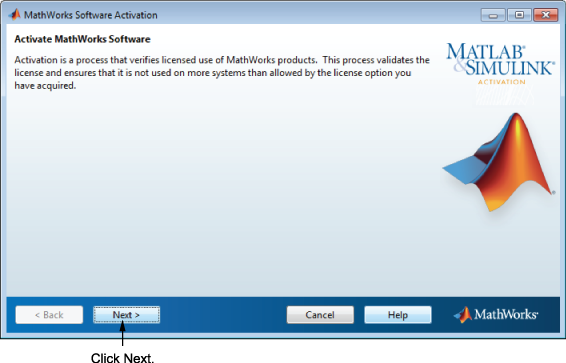 MathWorks Software Activation
Activate MathWorks Software
Activation is a process that verifies licensed use of MathWorks products. This process validates the
license and ensures that it is not used on more systems than allowed by the license option you
have acquired.
MATLAB®
&SIMULINK®
ACTIVATION
< Back
Next >
Cancel
Help
MathWorks®
Click Next.